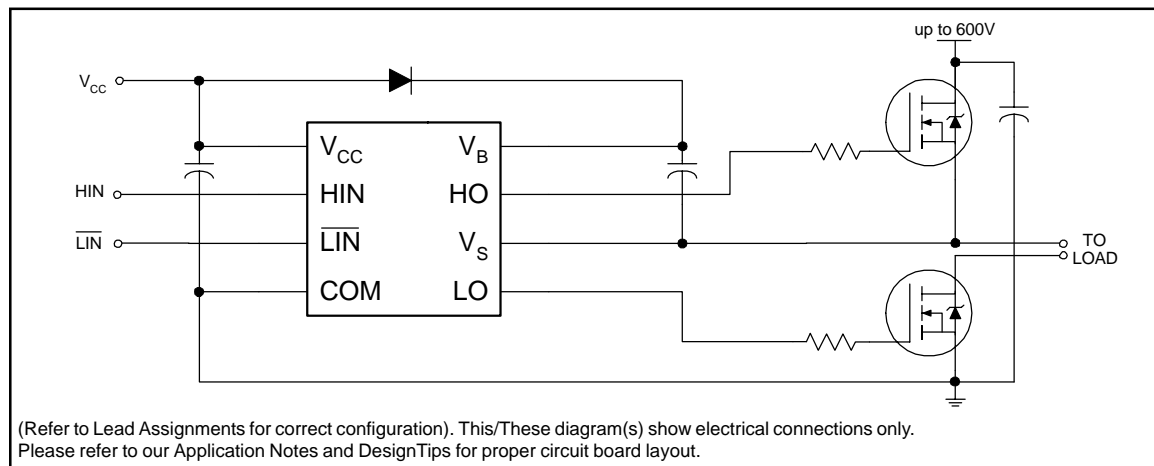 up to 600V
VCC
VCC
VB
HIN
HIN
HO
LIN
LIN
VS
TO
LOAD
COM
LO
(Refer to Lead Assignments for correct configuration). This/These diagram(s) show electrical connections only.
Please refer to our Application Notes and DesignTips for proper circuit board layout.